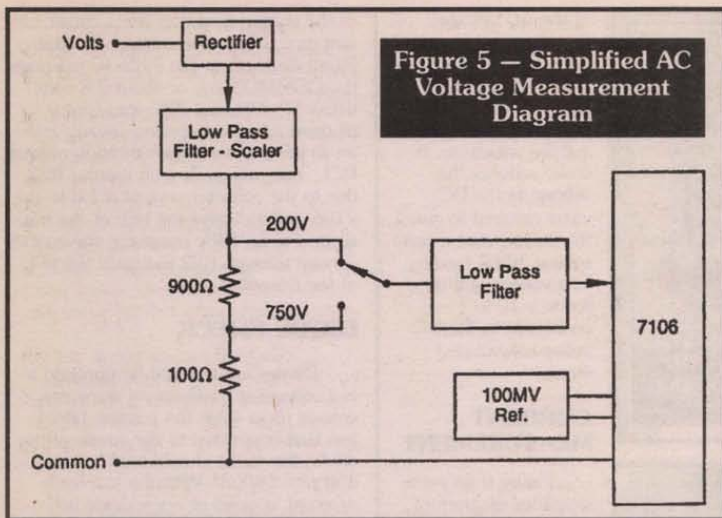 Volts
Rectifier
Figure 5 — Simplified AC
Voltage Measurement
Diagram
Low Pass
Filter - Scaler
200V
900Ω
Low Pass
Filter
750V
7106
100Ω
100MV
Ref.
Common